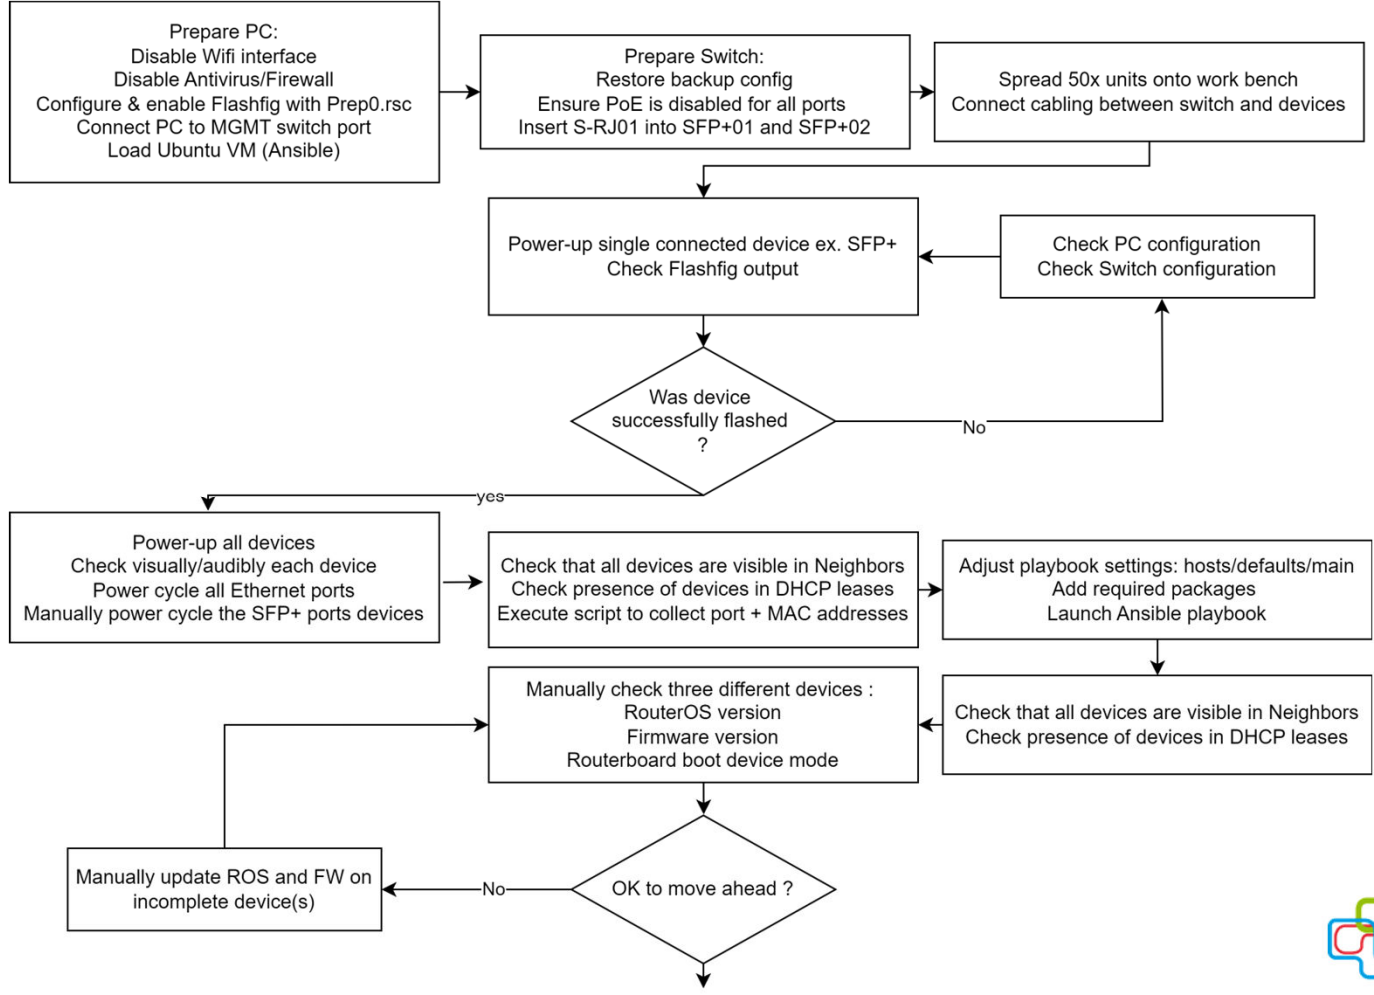 Prepare PC:
Disable Wifi interface
Disable Antivirus/Firewall
Configure & enable Flashfig with Prep0.rsc
Connect PC to MGMT switch port
Load Ubuntu VM (Ansible)
Prepare Switch:
Restore backup config
Ensure PoE is disabled for all ports
Insert S-RJ01 into SFP+01 and SFP+02
Spread 50x units onto work bench
Connect cabling between switch and devices
Power-up single connected device ex. SFP+
Check Flashfig output
Check PC configuration
Check Switch configuration
Was device
successfully flashed
?
No
yes
Power-up all devices
Check visually/audibly each device
Power cycle all Ethernet ports
Manually power cycle the SFP+ ports devices
Check that all devices are visible in Neighbors
Check presence of devices in DHCP leases
Execute script to collect port + MAC addresses
Adjust playbook settings: hosts/defaults/main
Add required packages
Launch Ansible playbook
Check that all devices are visible in Neighbors
Check presence of devices in DHCP leases
Manually check three different devices :
RouterOS version
Firmware version
Routerboard boot device mode
OK to move ahead ?
No
Manually update ROS and FW on
incomplete device(s)